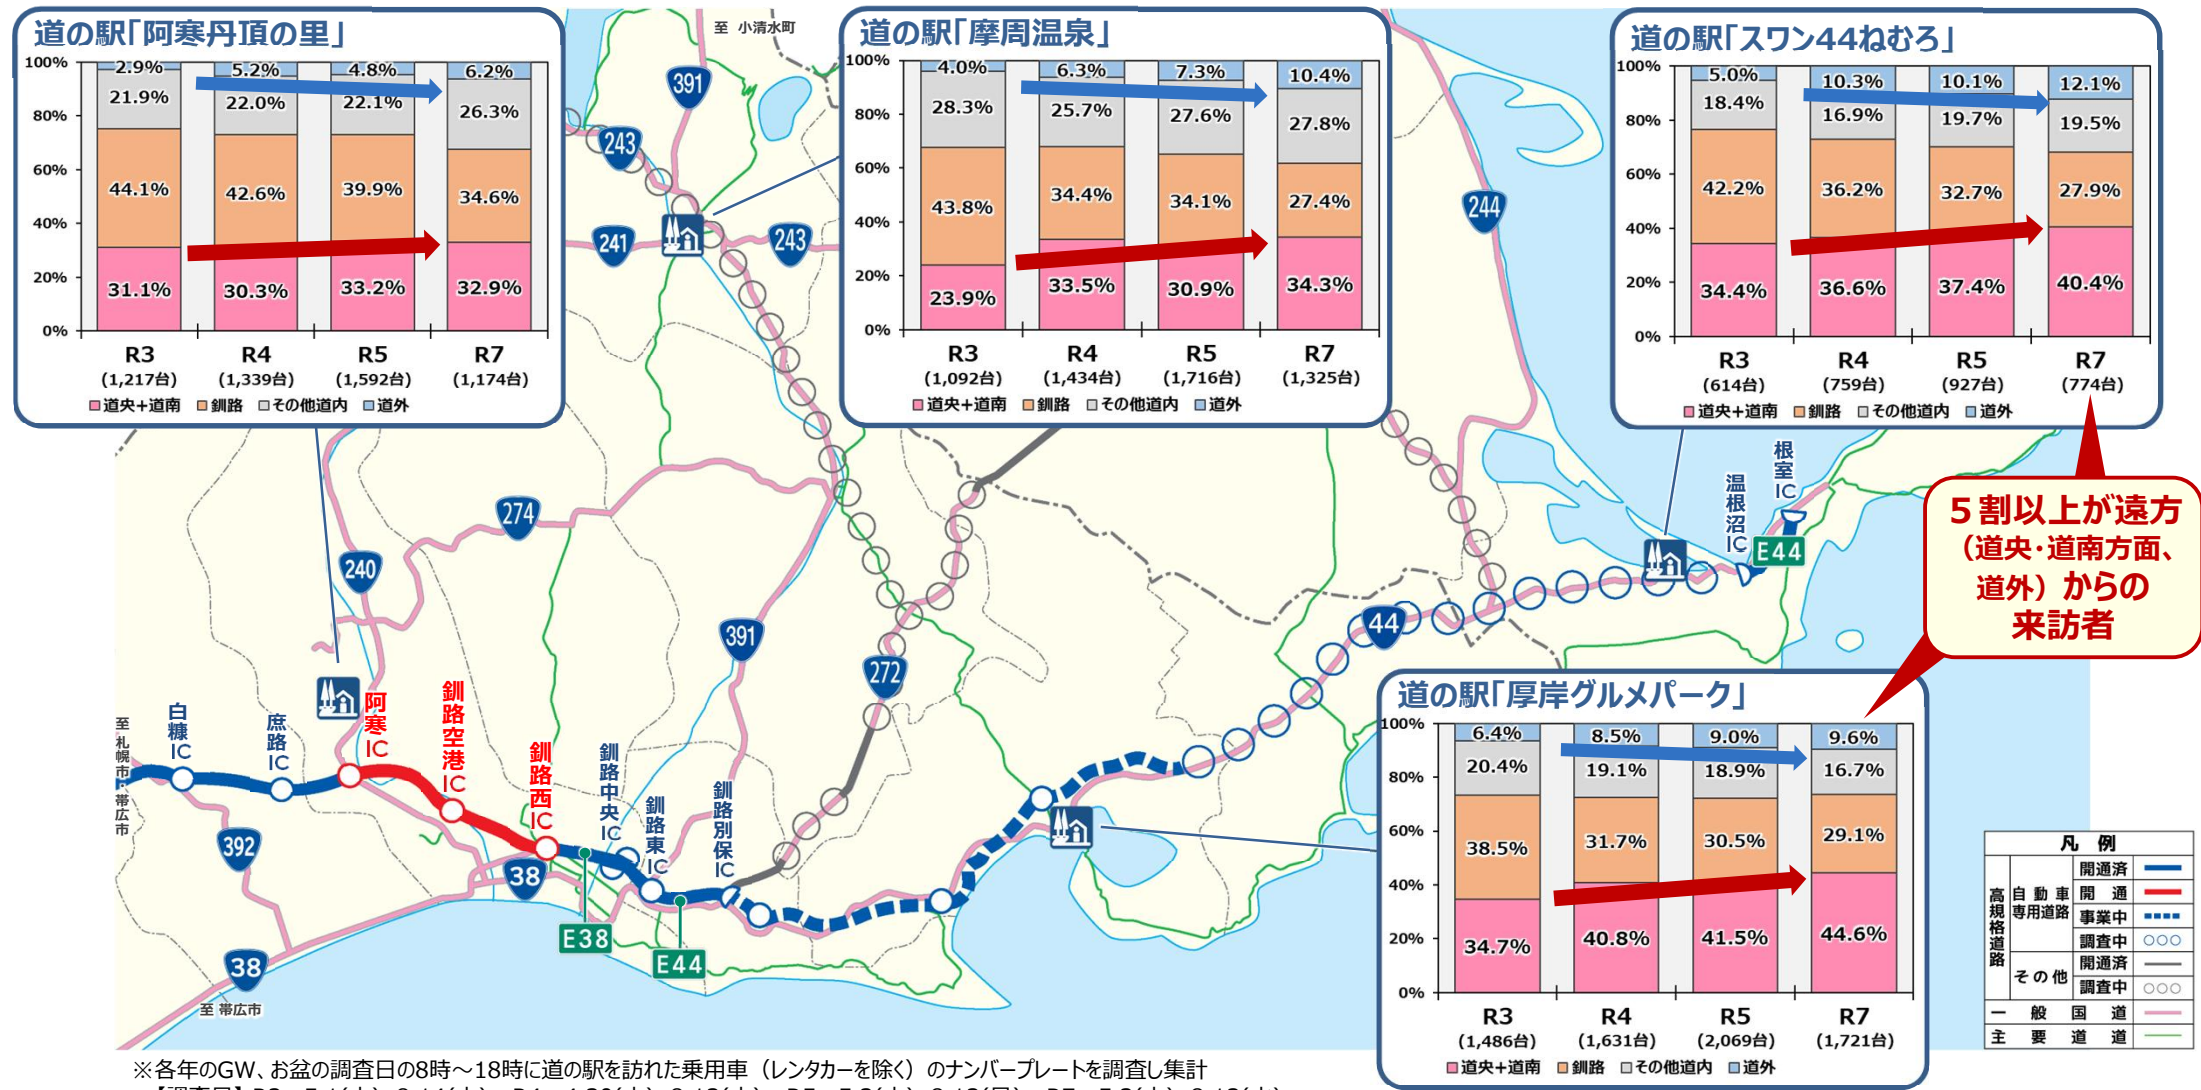 道の駅「阿寒丹頂の里」
100%
80%
60%
40%
20%
0%
2.9%
21.9%
44.1%
31.1%
5.2%
22.0%
42.6%
30.3%
4.8%
22.1%
39.9%
33.2%
6.2%
26.3%
34.6%
32.9%
R3 R4 R5 R7
(1,217台) (1,339台) (1,592台) (1,174台)
道央+道南 釧路 その他道内 道外
道の駅「摩周温泉」
100%
80%
60%
40%
20%
0%
4.0%
28.3%
43.8%
23.9%
6.3%
25.7%
34.4%
33.5%
7.3%
27.6%
34.1%
30.9%
10.4%
27.8%
27.4%
34.3%
R3 R4 R5 R7
(1,092台) (1,434台) (1,716台) (1,325台)
道央+道南 釧路 その他道内 道外
道の駅「スワン44ねむろ」
100%
80%
60%
40%
20%
0%
5.0%
18.4%
42.2%
34.4%
10.3%
16.9%
36.2%
36.6%
10.1%
19.7%
32.7%
37.4%
12.1%
19.5%
27.9%
40.4%
R3 R4 R5 R7
(614台) (759台) (927台) (774台)
道央+道南 釧路 その他道内 道外
5割以上が遠方
（道央・道南方面、
道外）からの
来訪者
道の駅「厚岸グルメパーク」
100%
80%
60%
40%
20%
0%
6.4%
20.4%
38.5%
34.7%
8.5%
19.1%
31.7%
40.8%
9.0%
18.9%
30.5%
41.5%
9.6%
16.7%
29.1%
44.6%
R3 R4 R5 R7
(1,486台) (1,631台) (2,069台) (1,721台)
道央+道南 釧路 その他道内 道外
至 小清水町
391
243
241
243
244
274
240
391
272
44
392
38
38
E38
E44
E44
至 札幌市・帯広市
至 帯広市
白糠IC
庶路IC
阿寒IC
釧路空港IC
釧路西IC
釧路中央IC
釧路東IC
釧路別保IC
温根沼IC
根室IC
凡 例
高規格道路
自動車専用道路
開通済
開 通
事業中
調査中
その他
開通済
調査中
一 般 国 道
主 要 道 道
※各年のGW、お盆の調査日の8時～18時に道の駅を訪れた乗用車（レンタカーを除く）のナンバープレートを調査し集計